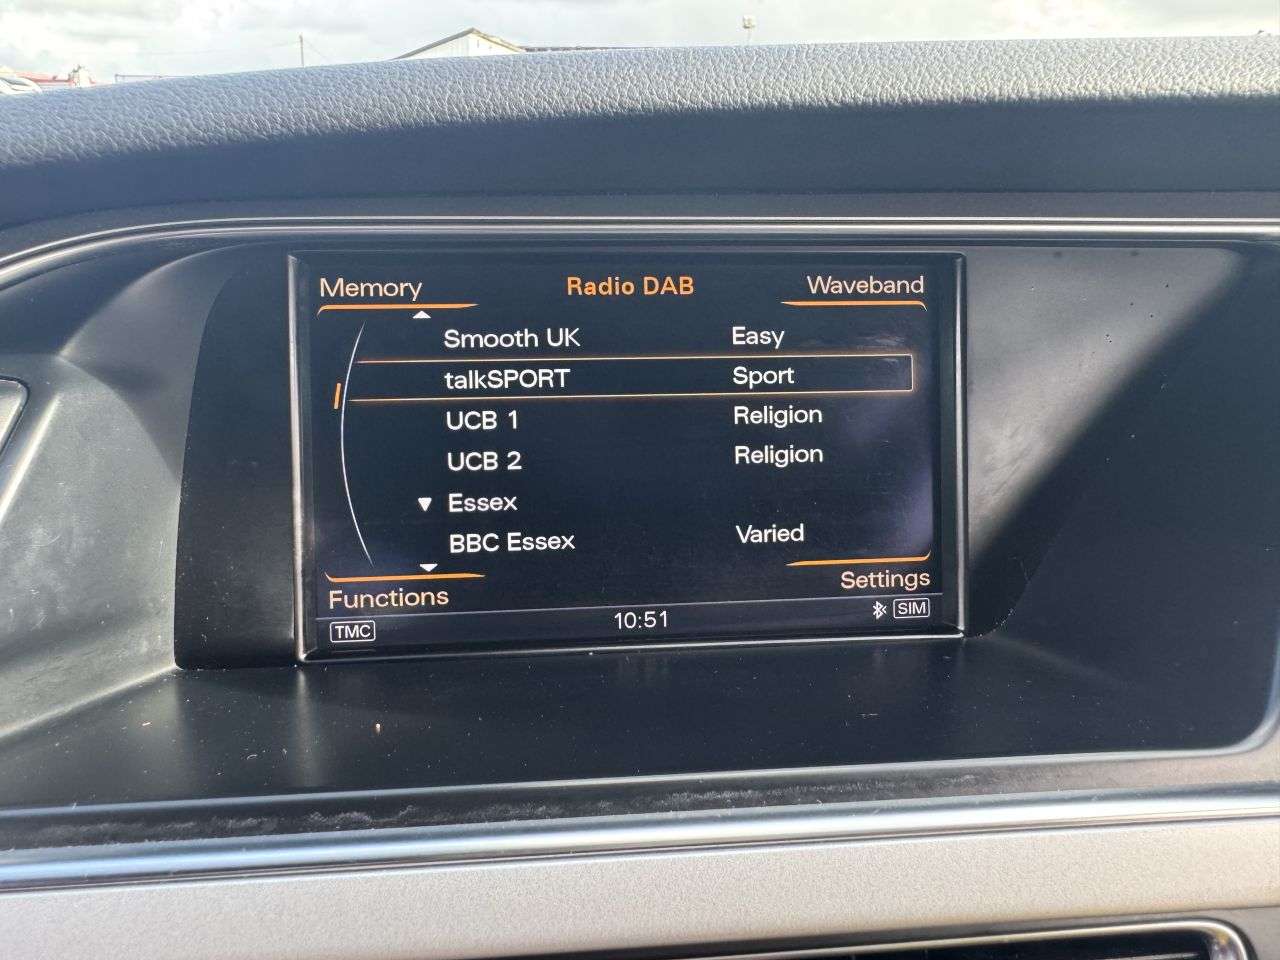 Memory Radio DAB Waveband
Smooth UK Easy
talkSPORT Sport
UCB 1 Religion
UCB 2 Religion
Essex
BBC Essex Varied
Functions Settings
TMC 10:51 SIM